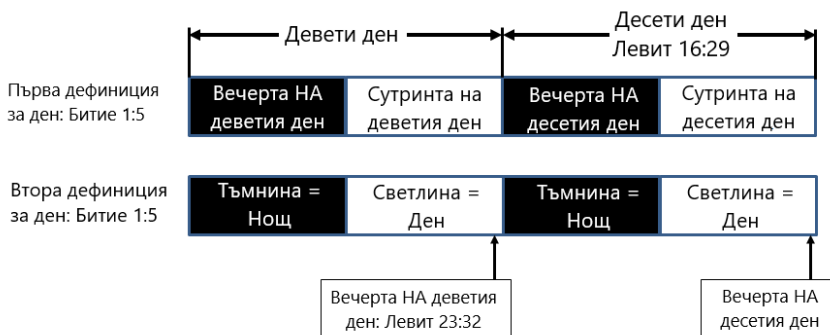 Девети ден
Десети ден
Левит 16:29
Първа дефиниция
за ден: Битие 1:5
Вечерта НА
деветия ден
Сутринта на
деветия ден
Вечерта НА
десетия ден
Сутринта на
десетия ден
Втора дефиниция
за ден: Битие 1:5
Тъмнина =
Нощ
Светлина =
Ден
Тъмнина =
Нощ
Светлина =
Ден
Вечерта НА деветия
ден: Левит 23:32
Вечерта НА
десетия ден